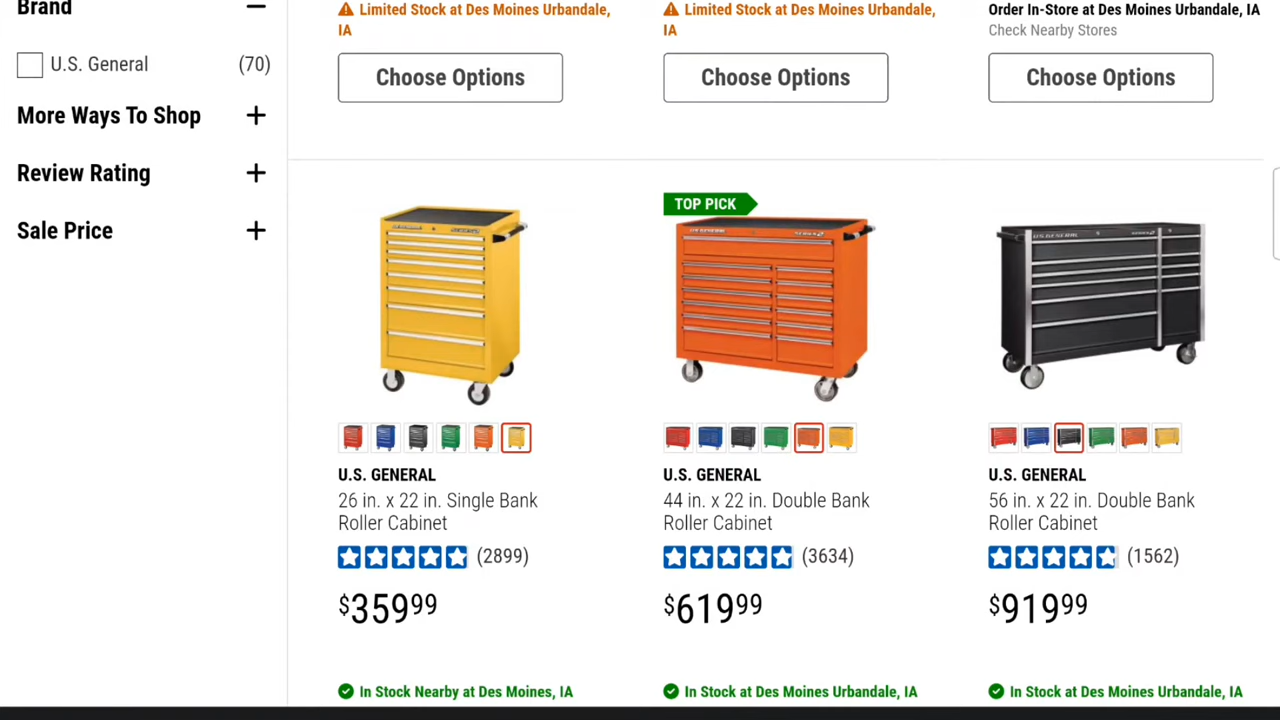 Brand
U.S. General (70)
More Ways To Shop
Review Rating
Sale Price
Limited Stock at Des Moines Urbandale,
IA
Choose Options
Limited Stock at Des Moines Urbandale,
IA
Choose Options
Order In-Store at Des Moines Urbandale, IA
Check Nearby Stores
Choose Options
U.S. GENERAL
26 in. x 22 in. Single Bank
Roller Cabinet
(2899)
$359.99
In Stock Nearby at Des Moines, IA
TOP PICK
US GENERAL
U.S. GENERAL
44 in. x 22 in. Double Bank
Roller Cabinet
(3634)
$619.99
In Stock at Des Moines Urbandale, IA
US GENERAL
U.S. GENERAL
56 in. x 22 in. Double Bank
Roller Cabinet
(1562)
$919.99
In Stock at Des Moines Urbandale, IA